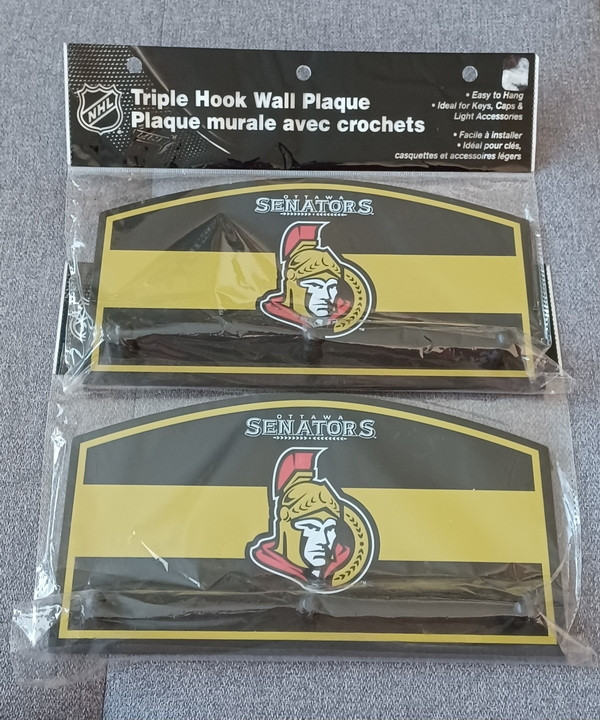 NHL
Triple Hook Wall Plaque
Plaque murale avec crochets
• Easy to Hang
• Ideal for Keys, Caps &
Light Accessories
• Facile à installer
• Idéal pour clés,
casquettes et accessoires légers
OTTAWA
SENATORS
OTTAWA
SENATORS
TM